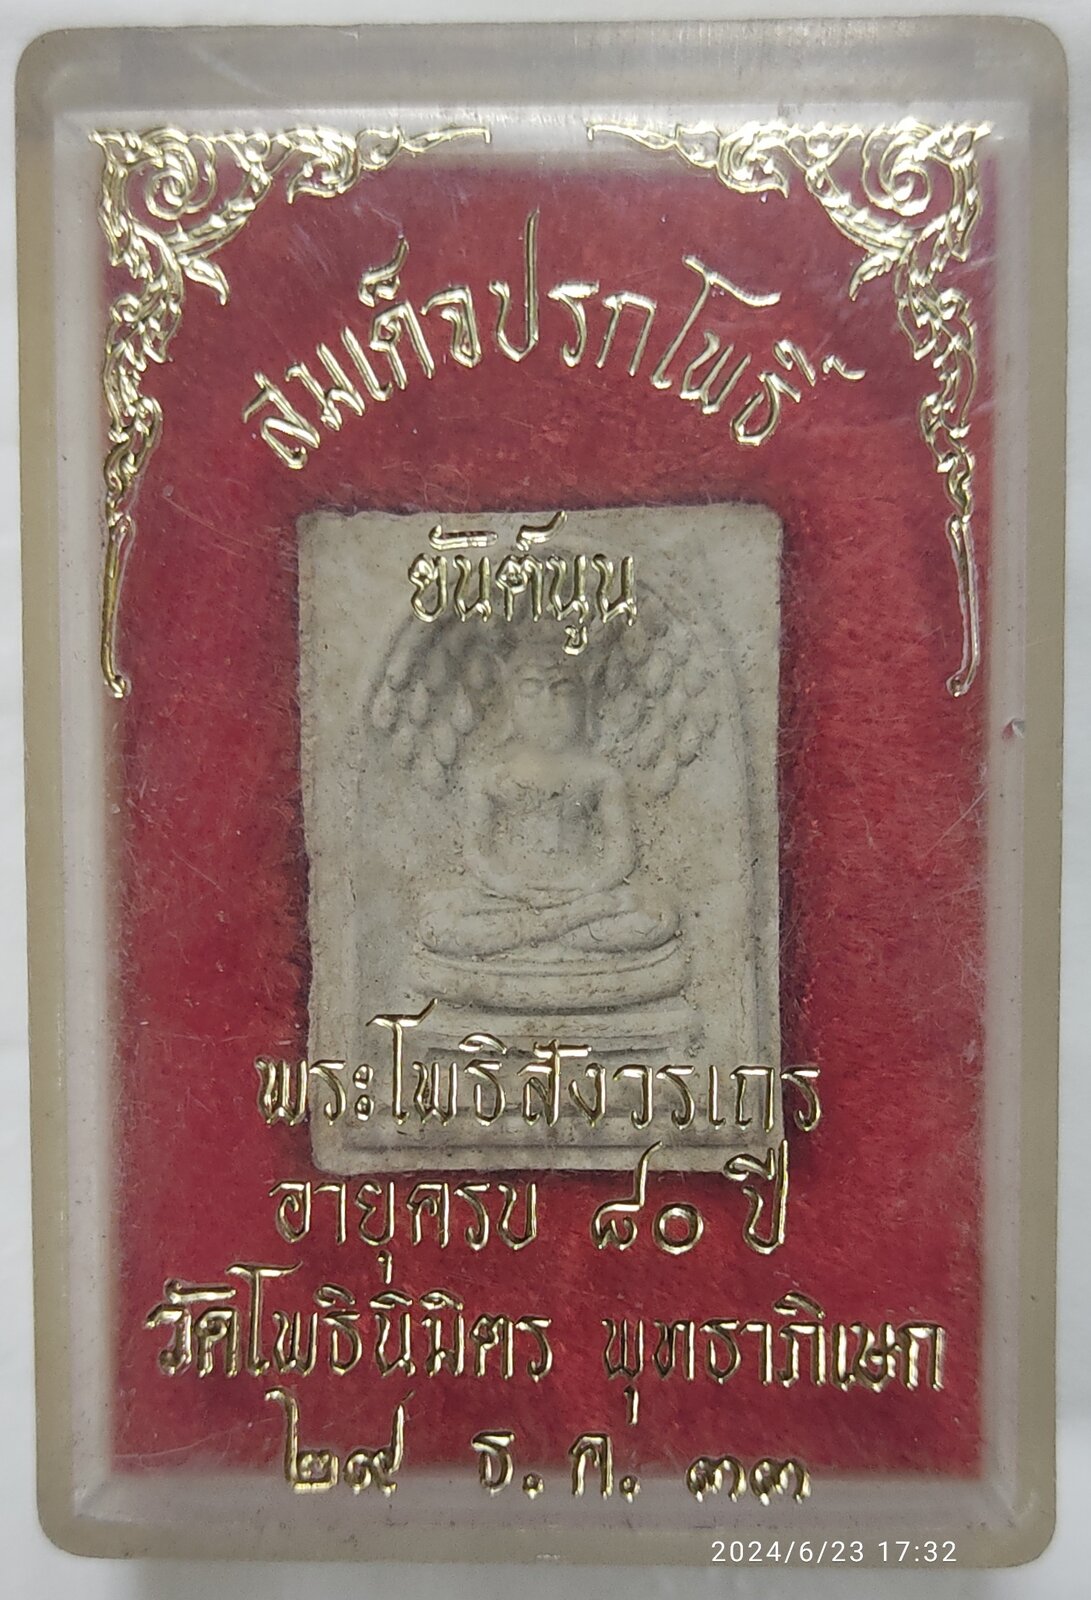 สมเด็จปรกโพธิ์
ยันต์นูน
พระโพธิสังวรเถร
อายุครบ ๘๐ ปี
วัดโพธินิมิตร พุทธาภิเษก
๒๙ ธ.ค. ๓๓
2024/6/23 17:32